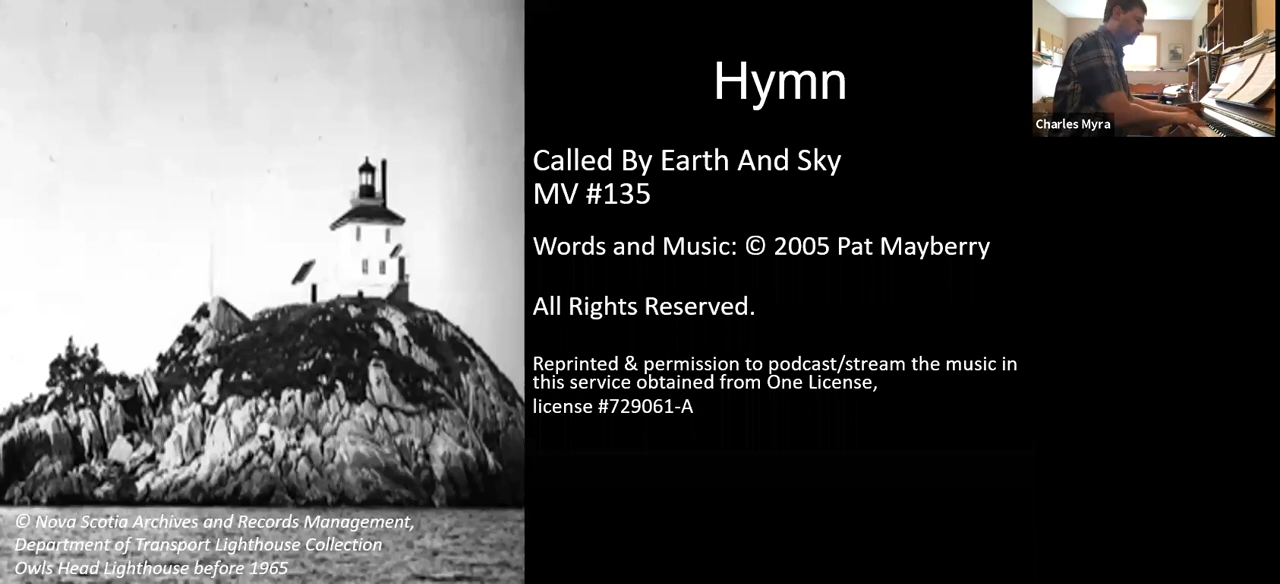 Hymn
Called By Earth And Sky
MV #135
Words and Music: © 2005 Pat Mayberry
All Rights Reserved.
Reprinted & permission to podcast/stream the music in
this service obtained from One License,
license #729061-A
Charles Myra
© Nova Scotia Archives and Records Management,
Department of Transport Lighthouse Collection
Owls Head Lighthouse before 1965